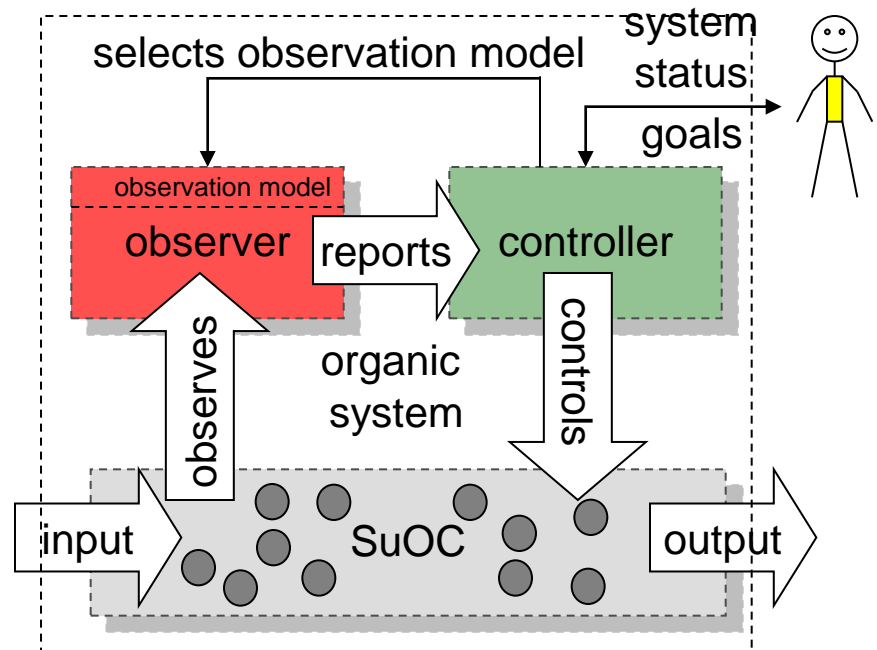 selects observation model
system
status
goals
observation model
observer
reports
controller
observes
organic
system
controls
input
SuOC
output